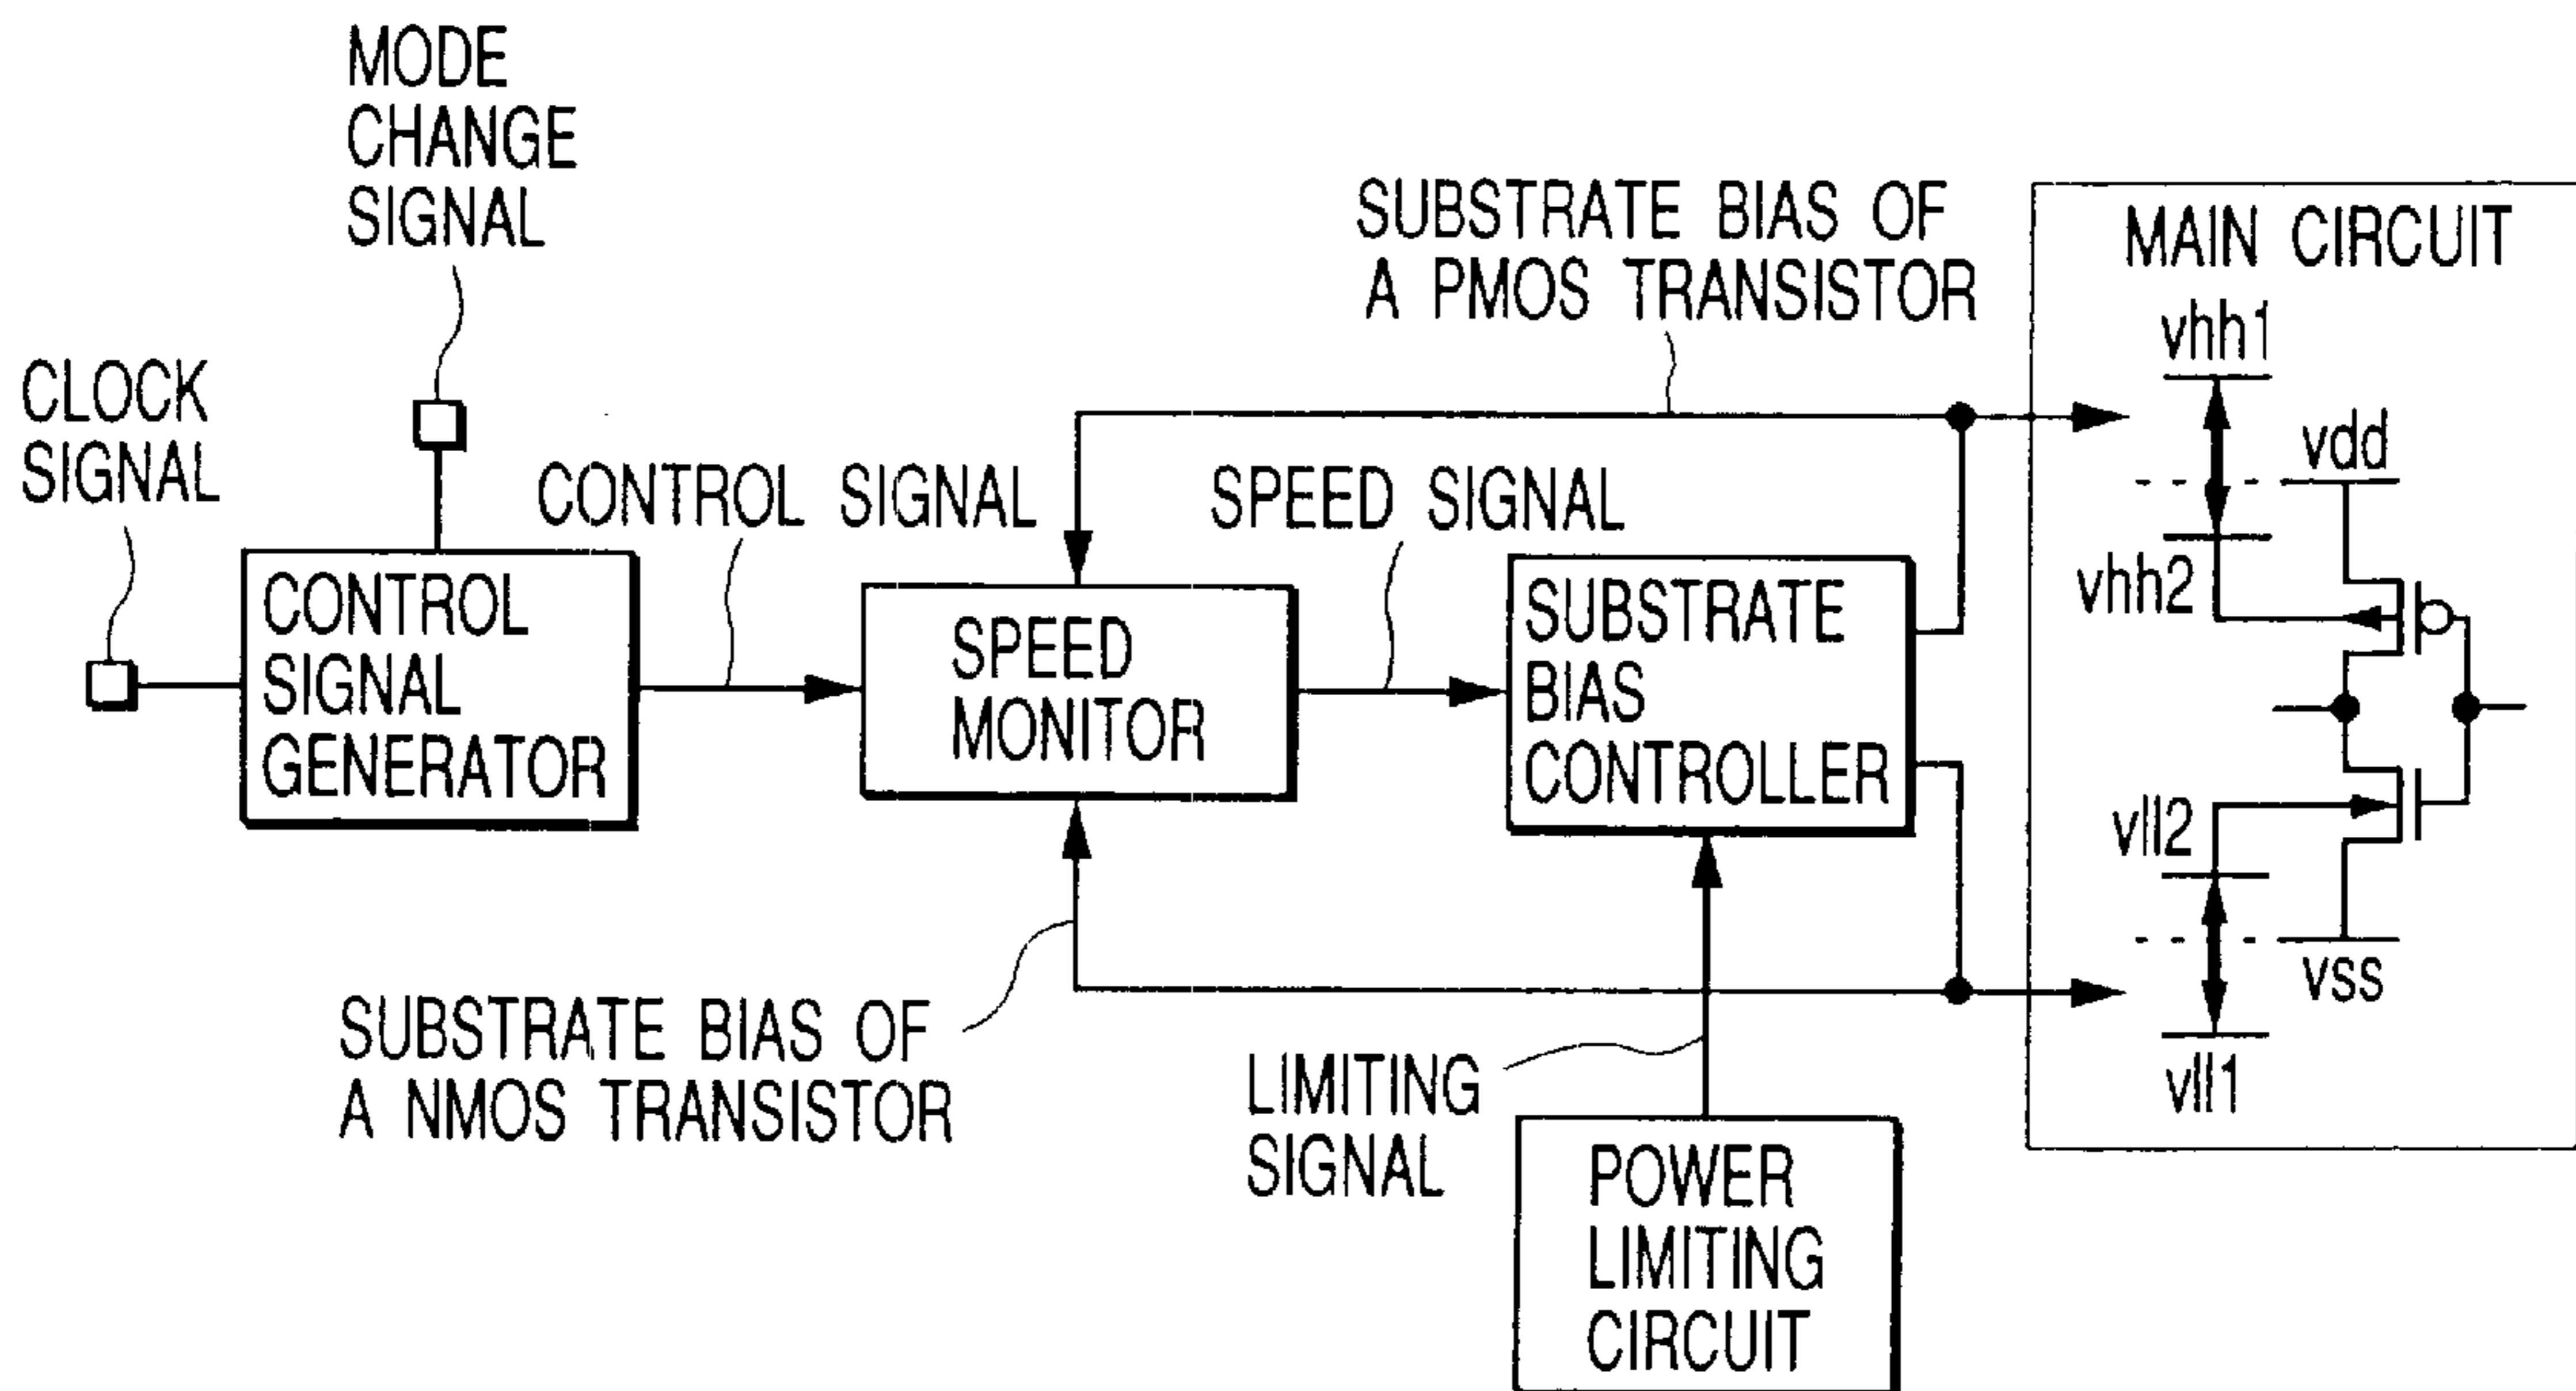 MODE
CHANGE
SIGNAL
CLOCK
SIGNAL
CONTROL SIGNAL
SUBSTRATE BIAS OF
A PMOS TRANSISTOR
SPEED SIGNAL
MAIN CIRCUIT
vhh1
vdd
vhh2
CONTROL
SIGNAL
GENERATOR
SPEED
MONITOR
SUBSTRATE
BIAS
CONTROLLER
vll2
vss
vll1
SUBSTRATE BIAS OF
A NMOS TRANSISTOR
LIMITING
SIGNAL
POWER
LIMITING
CIRCUIT